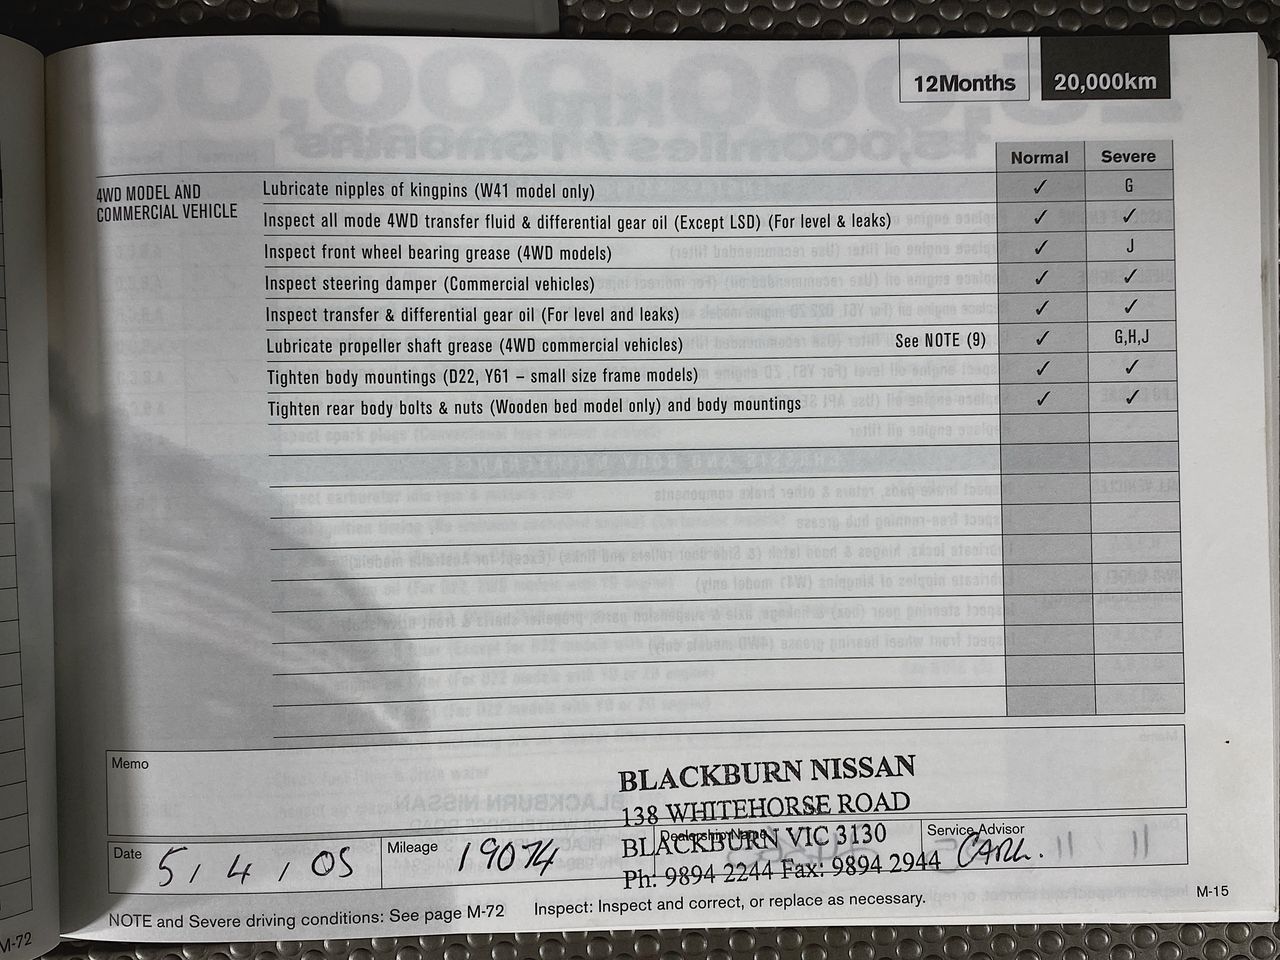 12Months 20,000km
Normal Severe
4WD MODEL AND
COMMERCIAL VEHICLE
Lubricate nipples of kingpins (W41 model only) ✓ G
Inspect all mode 4WD transfer fluid & differential gear oil (Except LSD) (For level & leaks) ✓ ✓
Inspect front wheel bearing grease (4WD models) ✓ J
Inspect steering damper (Commercial vehicles) ✓ ✓
Inspect transfer & differential gear oil (For level and leaks) ✓ ✓
Lubricate propeller shaft grease (4WD commercial vehicles) See NOTE (9) ✓ G,H,J
Tighten body mountings (D22, Y61 – small size frame models) ✓ ✓
Tighten rear body bolts & nuts (Wooden bed model only) and body mountings ✓ ✓
Memo
BLACKBURN NISSAN
138 WHITEHORSE ROAD
BLACKBURN VIC 3130
Ph: 9894 2244 Fax: 9894 2944
Date 5 / 4 / 05
Mileage 19074
Dealership Name
Service Advisor CARL.
NOTE and Severe driving conditions: See page M-72 Inspect: Inspect and correct, or replace as necessary.
M-15
M-72